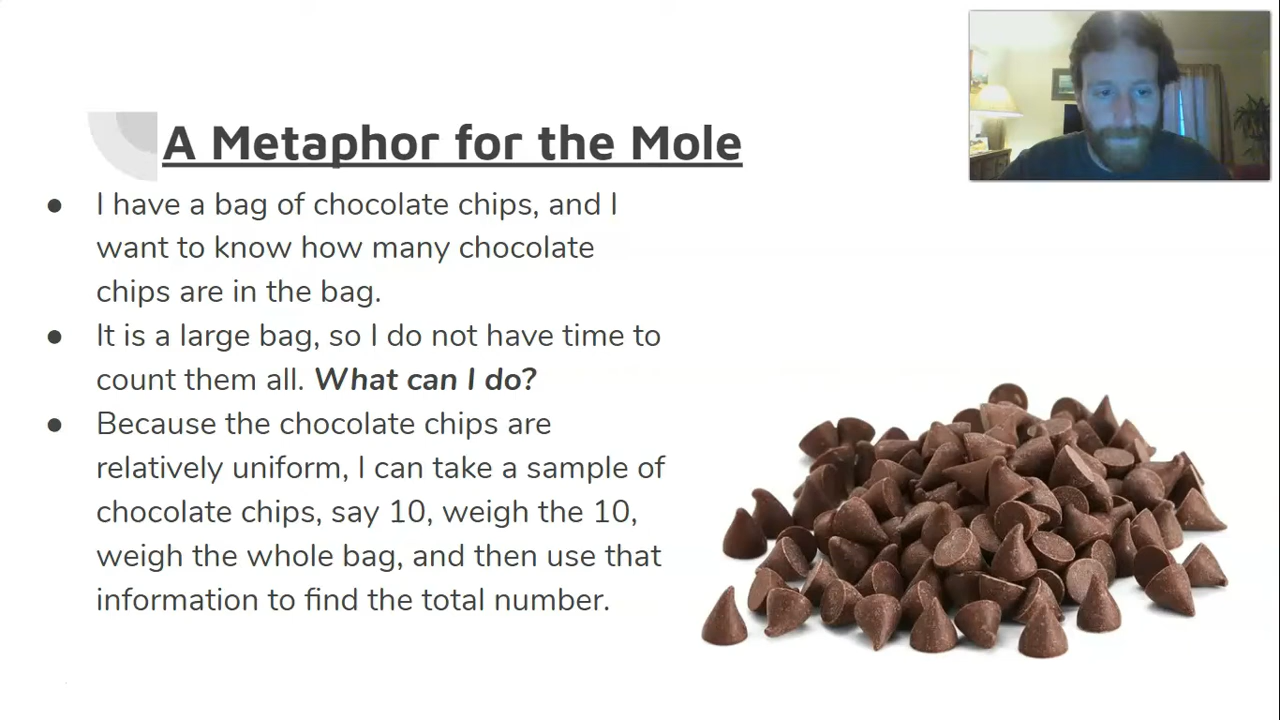 A Metaphor for the Mole
● I have a bag of chocolate chips, and I
want to know how many chocolate
chips are in the bag.
● It is a large bag, so I do not have time to
count them all. What can I do?
● Because the chocolate chips are
relatively uniform, I can take a sample of
chocolate chips, say 10, weigh the 10,
weigh the whole bag, and then use that
information to find the total number.